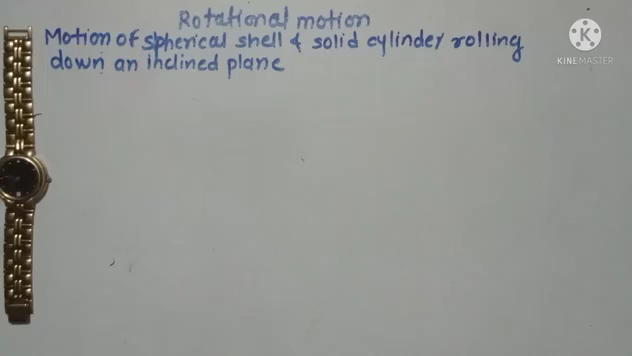 Rotational motion
Motion of spherical shell & solid cylinder rolling
down an inclined plane
K
KINEMASTER